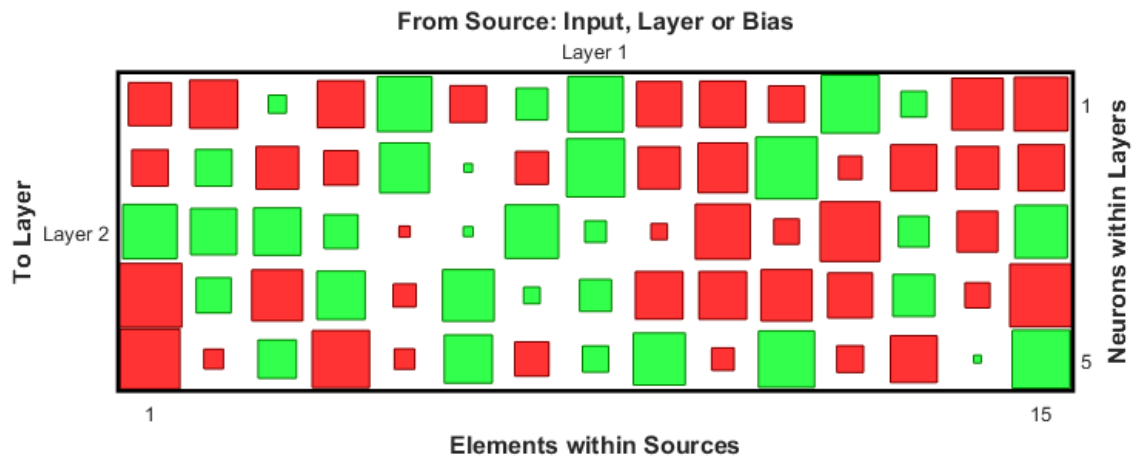 From Source: Input, Layer or Bias
Layer 1
To Layer
Layer 2
1
5
Neurons within Layers
1
15
Elements within Sources